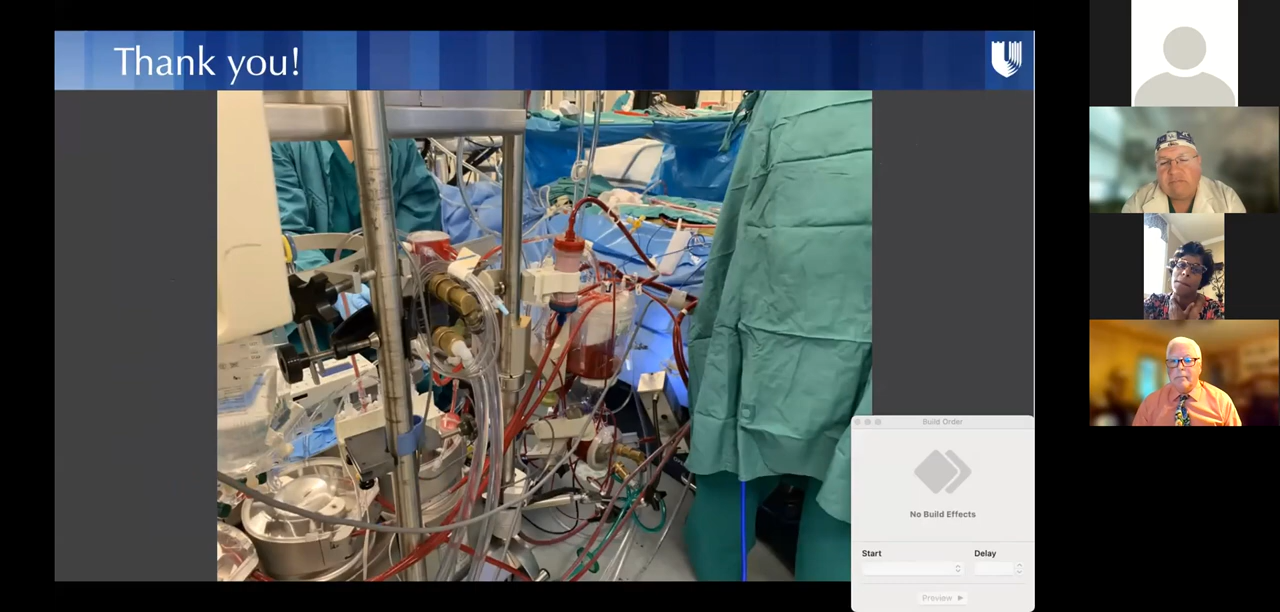 Thank you!
Build Order
No Build Effects
Start
Delay
Preview